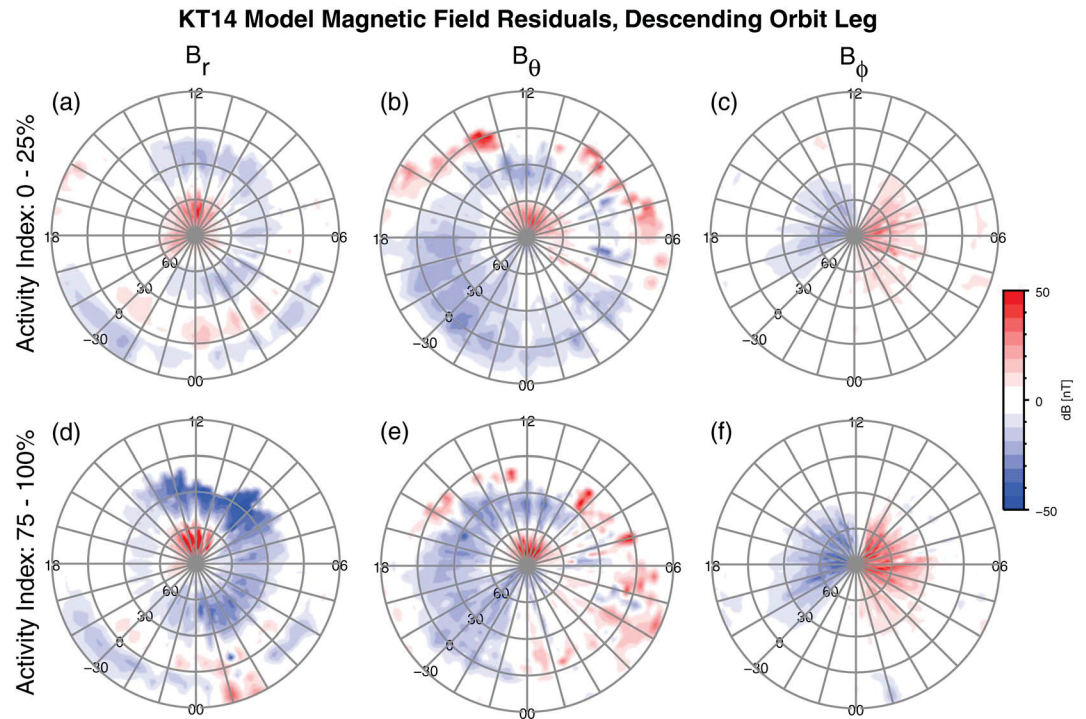 KT14 Model Magnetic Field Residuals, Descending Orbit Leg
Br Bθ Bϕ
Activity Index: 0 - 25%
(a) 12 18 06 00 60 30 0 −30
(b) 12 18 06 00 60 30 0 −30
(c) 12 18 06 00 60 30 0 −30
50
0
−50
dB [nT]
Activity Index: 75 - 100%
(d) 12 18 06 00 60 30 0 −30
(e) 12 18 06 00 60 30 0 −30
(f) 12 18 06 00 60 30 0 −30